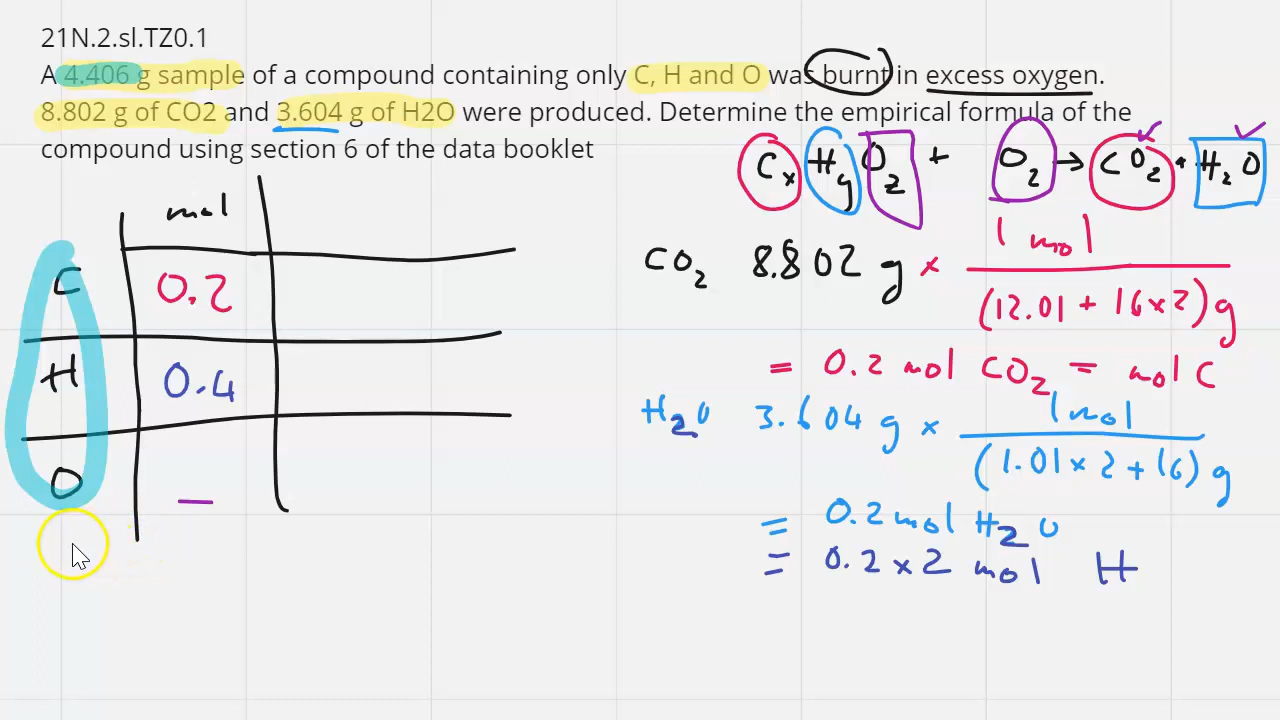 21N.2.sl.TZ0.1
A 4.406 g sample of a compound containing only C, H and O was burnt in excess oxygen.
8.802 g of CO2 and 3.604 g of H2O were produced. Determine the empirical formula of the
compound using section 6 of the data booklet
CxHyOz + O2 → CO2 + H2O
mol
C 0.2
H 0.4
O —
CO2 8.802 g × 1 mol / (12.01 + 16×2) g
= 0.2 mol CO2 = mol C
H2O 3.604 g × 1 mol / (1.01×2 + 16) g
= 0.2 mol H2O
= 0.2 × 2 mol H